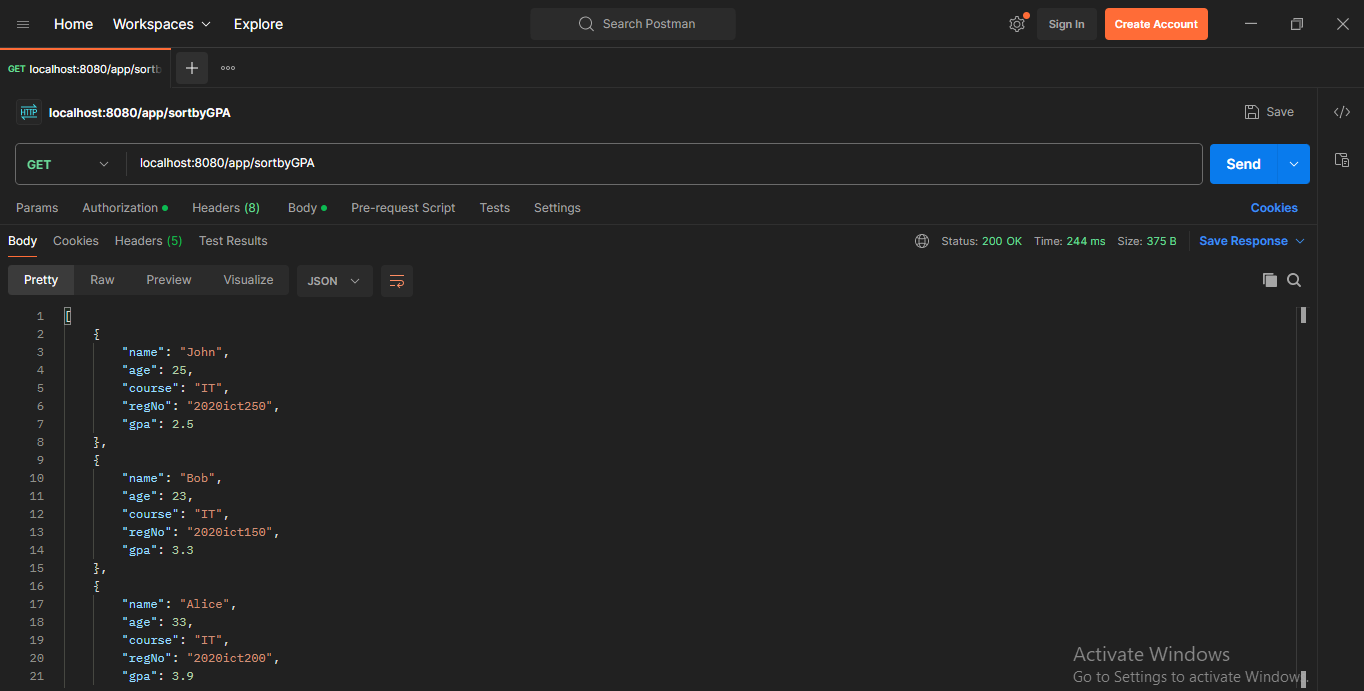 Home Workspaces Explore Search Postman Sign In Create Account
GET localhost:8080/app/sortb
HTTP localhost:8080/app/sortbyGPA Save
GET localhost:8080/app/sortbyGPA Send
Params Authorization Headers (8) Body Pre-request Script Tests Settings Cookies
Body Cookies Headers (5) Test Results Status: 200 OK Time: 244 ms Size: 375 B Save Response
Pretty Raw Preview Visualize JSON
1 [
2 {
3 "name": "John",
4 "age": 25,
5 "course": "IT",
6 "regNo": "2020ict250",
7 "gpa": 2.5
8 },
9 {
10 "name": "Bob",
11 "age": 23,
12 "course": "IT",
13 "regNo": "2020ict150",
14 "gpa": 3.3
15 },
16 {
17 "name": "Alice",
18 "age": 33,
19 "course": "IT",
20 "regNo": "2020ict200",
21 "gpa": 3.9
Activate Windows
Go to Settings to activate Windows.